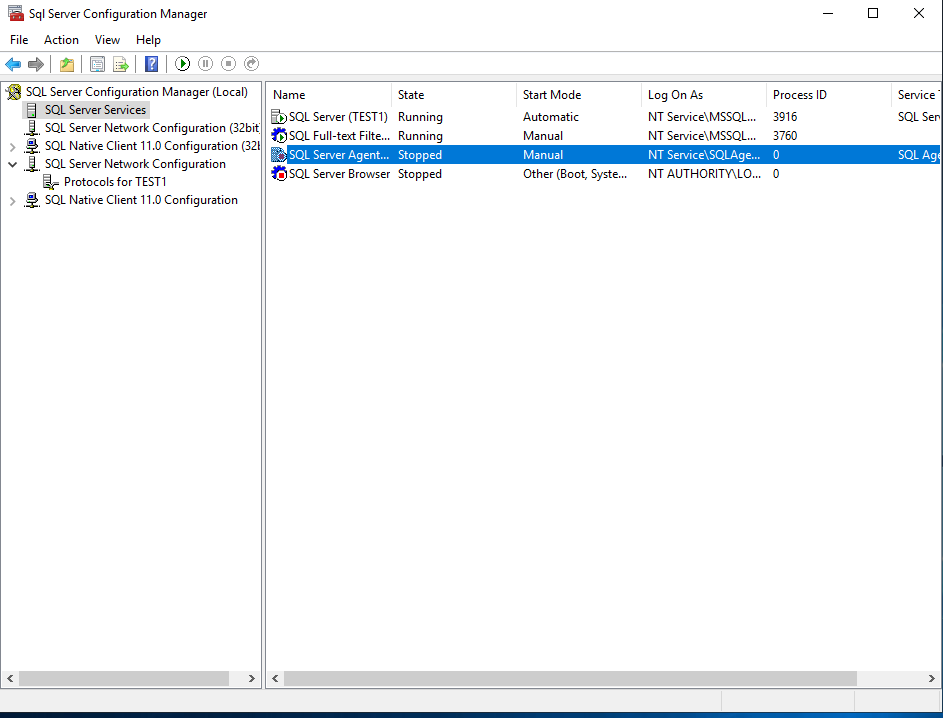 Sql Server Configuration Manager
File Action View Help
SQL Server Configuration Manager (Local)
SQL Server Services
SQL Server Network Configuration (32bit
SQL Native Client 11.0 Configuration (32b
SQL Server Network Configuration
Protocols for TEST1
SQL Native Client 11.0 Configuration
Name State Start Mode Log On As Process ID Service
SQL Server (TEST1) Running Automatic NT Service\MSSQL... 3916 SQL Ser
SQL Full-text Filte... Running Manual NT Service\MSSQL... 3760
SQL Server Agent... Stopped Manual NT Service\SQLAge... 0 SQL Age
SQL Server Browser Stopped Other (Boot, Syste... NT AUTHORITY\LO... 0